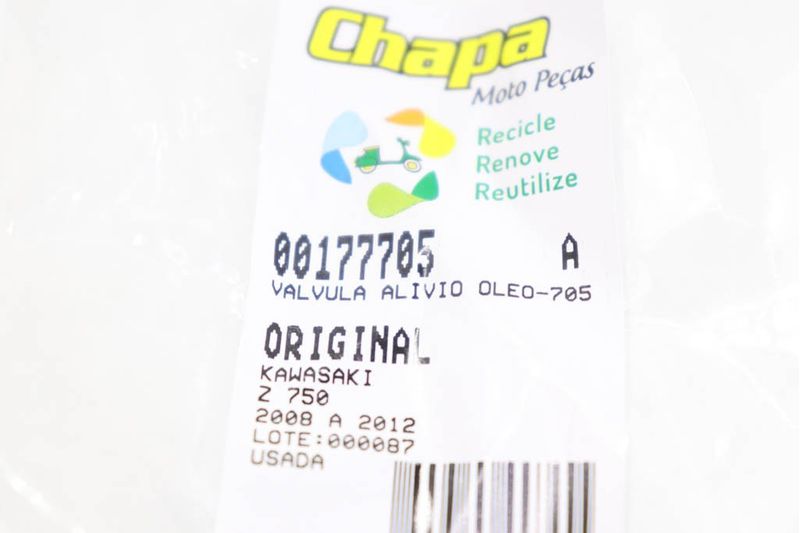 Chapa
Moto Peças
Recicle
Renove
Reutilize
00177705 A
VALVULA ALIVIO OLEO-705
ORIGINAL
KAWASAKI
Z 750
2008 A 2012
LOTE:000087
USADA